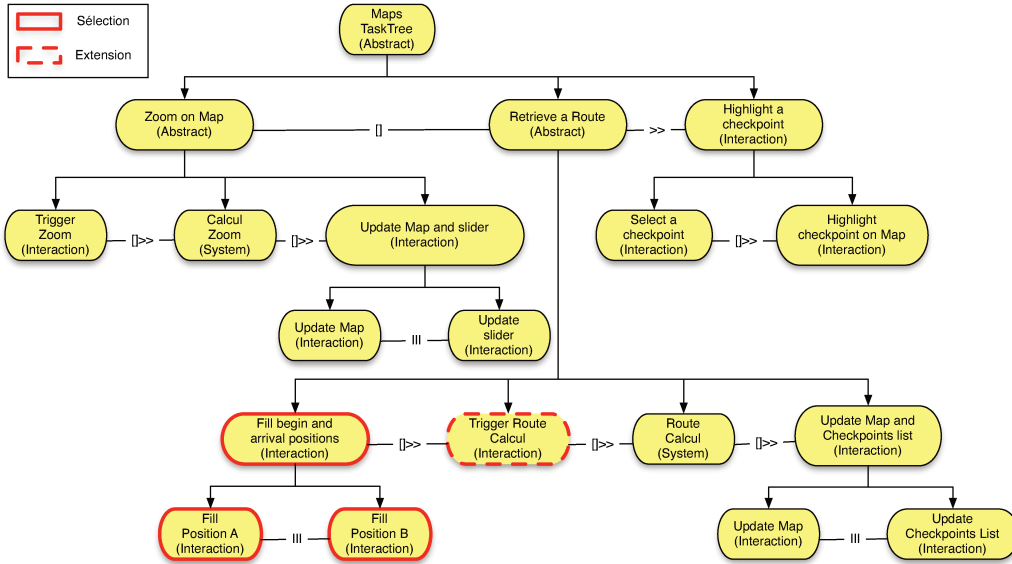 Sélection
Extension
Maps
TaskTree
(Abstract)
Zoom on Map
(Abstract)
[]
Retrieve a Route
(Abstract)
>>
Highlight a
checkpoint)
(Interaction)
Trigger
Zoom
(Interaction)
[]>>
Calcul
Zoom
(System)
[]>>
Update Map and slider
(Interaction)
Select a
checkpoint)
(Interaction)
[]>>
Highlight
checkpoint on Map)
(Interaction)
Update Map
(Interaction)
III
Update
slider
(Interaction)
Fill begin and
arrival positions
(Interaction)
[]>>
Trigger Route
Calcul
(Interaction)
[]>>
Route
Calcul
(System)
[]>>
Update Map and
Checkpoints list
(Interaction)
Fill
Position A
(Interaction)
III
Fill
Position B
(Interaction)
Update Map
(Interaction)
III
Update
Checkpoints List
(Interaction)